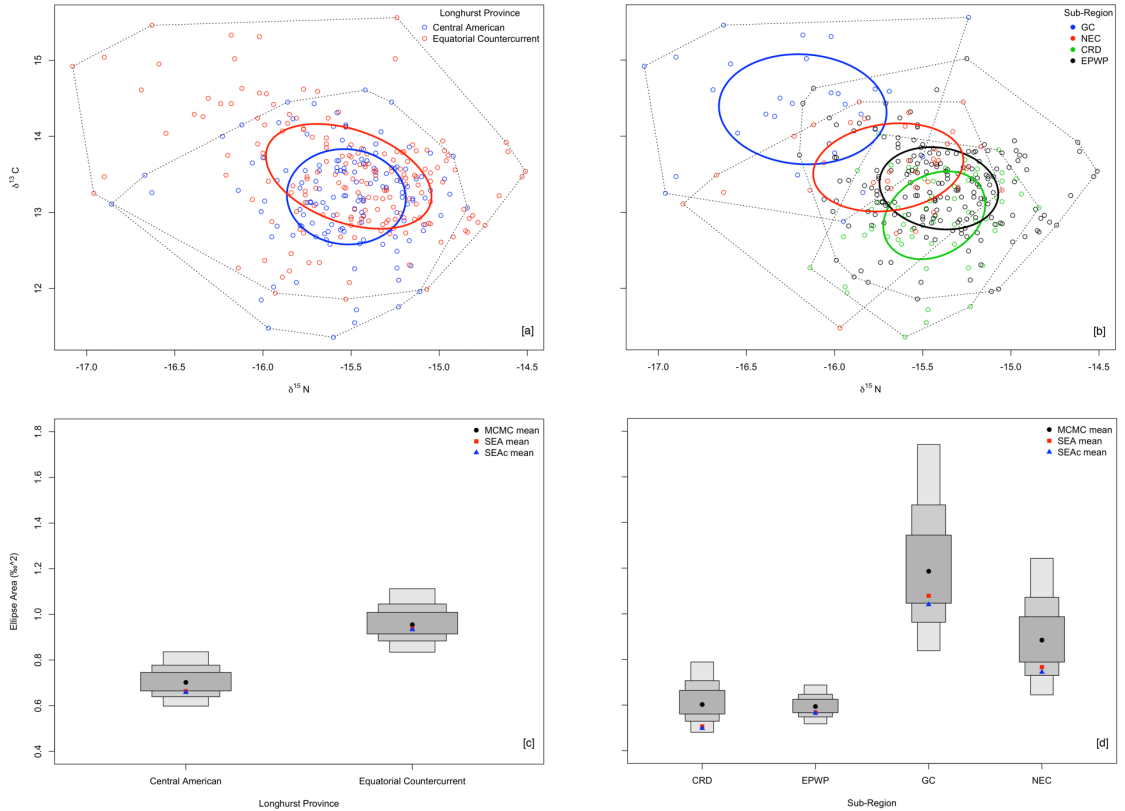 Longhurst Province
Central American
Equatorial Countercurrent
15
14
13
12
δ13 C
-17.0 -16.5 -16.0 -15.5 -15.0 -14.5
δ15 N
[a]
Sub-Region
GC
NEC
CRD
EPWP
-17.0 -16.5 -16.0 -15.5 -15.0 -14.5
δ15 N
[b]
MCMC mean
SEA mean
SEAc mean
1.8
1.6
1.4
1.2
1.0
0.8
0.6
0.4
Ellipse Area (‰^2)
Central American Equatorial Countercurrent
Longhurst Province
[c]
MCMC mean
SEA mean
SEAc mean
CRD EPWP GC NEC
Sub-Region
[d]